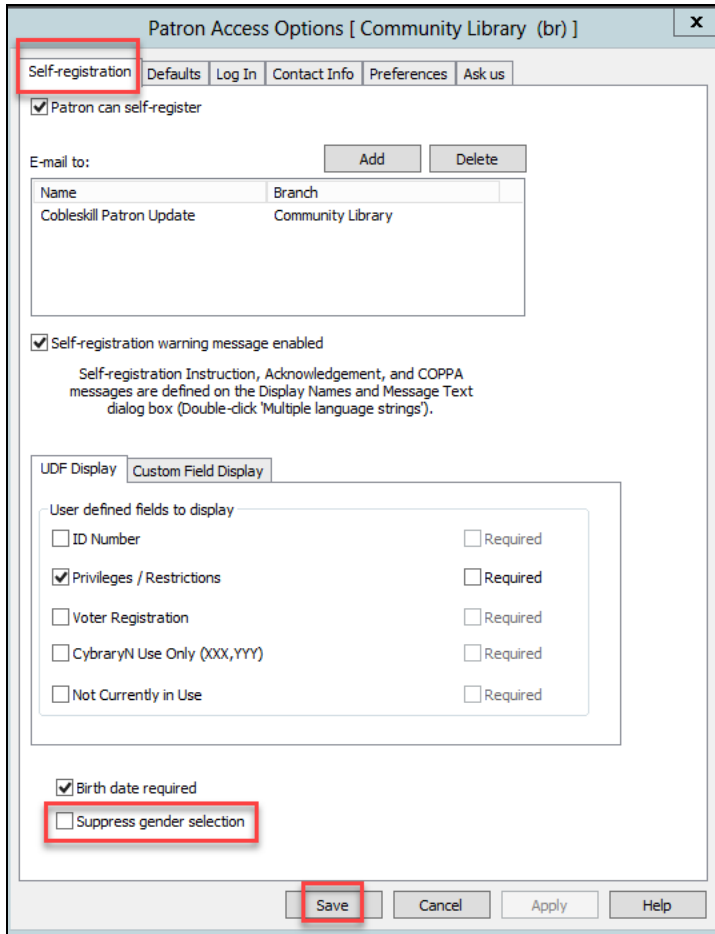 Patron Access Options [ Community Library (br) ]
x
Self-registration Defaults Log In Contact Info Preferences Ask us
Patron can self-register
E-mail to: Add Delete
Name Branch
Cobleskill Patron Update Community Library
Self-registration warning message enabled
Self-registration Instruction, Acknowledgement, and COPPA
messages are defined on the Display Names and Message Text
dialog box (Double-click 'Multiple language strings').
UDF Display Custom Field Display
User defined fields to display
ID Number Required
Privileges / Restrictions Required
Voter Registration Required
CybraryN Use Only (XXX,YYY) Required
Not Currently in Use Required
Birth date required
Suppress gender selection
Save Cancel Apply Help